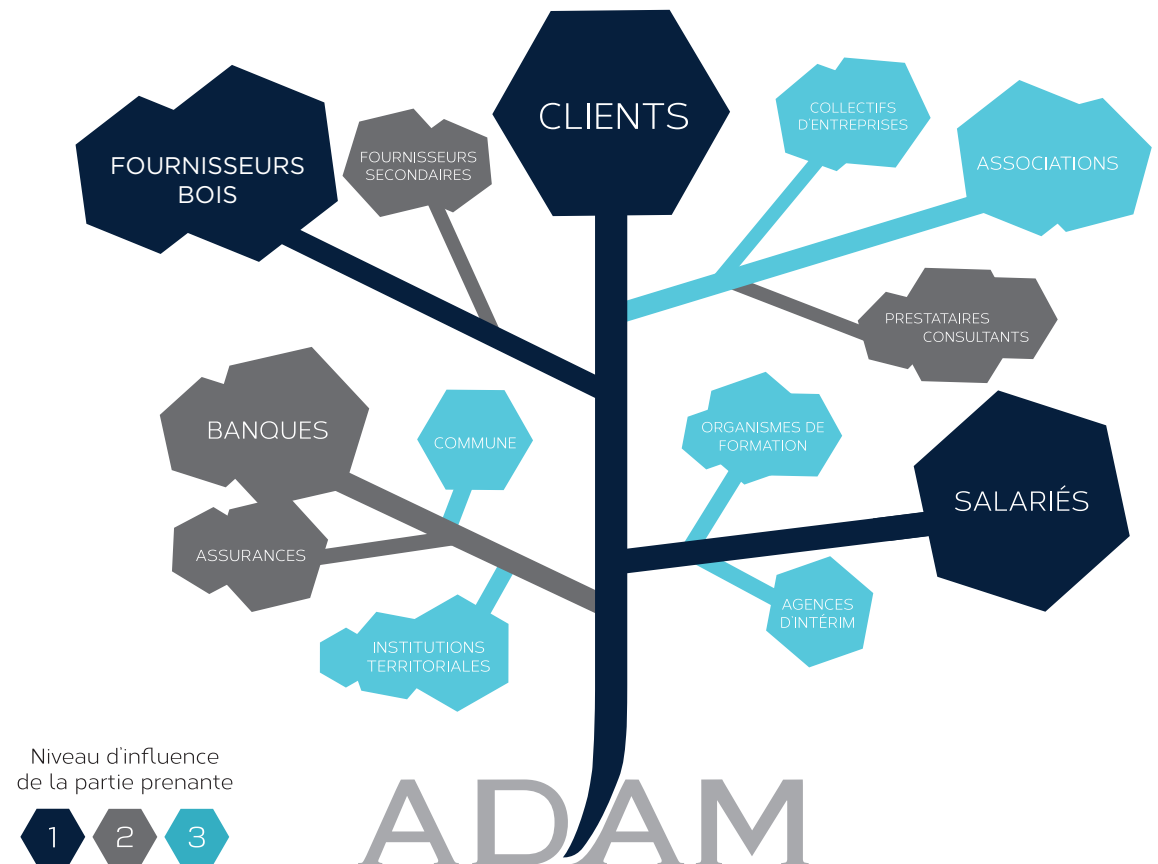 CLIENTS
COLLECTIFS
D'ENTREPRISES
FOURNISSEURS
BOIS
FOURNISSEURS
SECONDAIRES
ASSOCIATIONS
PRESTATAIRES
CONSULTANTS
BANQUES
COMMUNE
ORGANISMES DE
FORMATION
SALARIÉS
ASSURANCES
AGENCES
D'INTÉRIM
INSTITUTIONS
TERRITORIALES
Niveau d'influence
de la partie prenante
1 2 3
ADAM